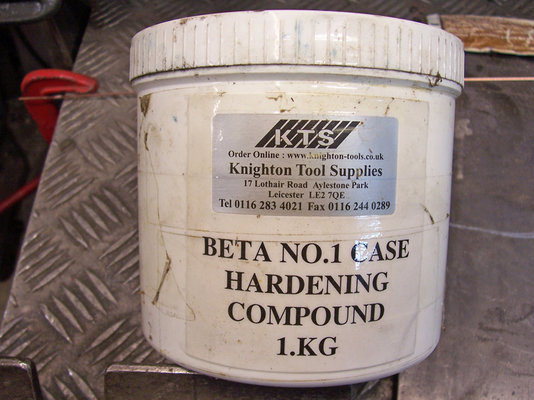 KTS
Order Online : www.knighton-tools.co.uk
Knighton Tool Supplies
17 Lothair Road Aylestone Park
Leicester LE2 7QE
Tel 0116 283 4021 Fax 0116 244 0289
BETA NO.1 CASE
HARDENING
COMPOUND
1.KG